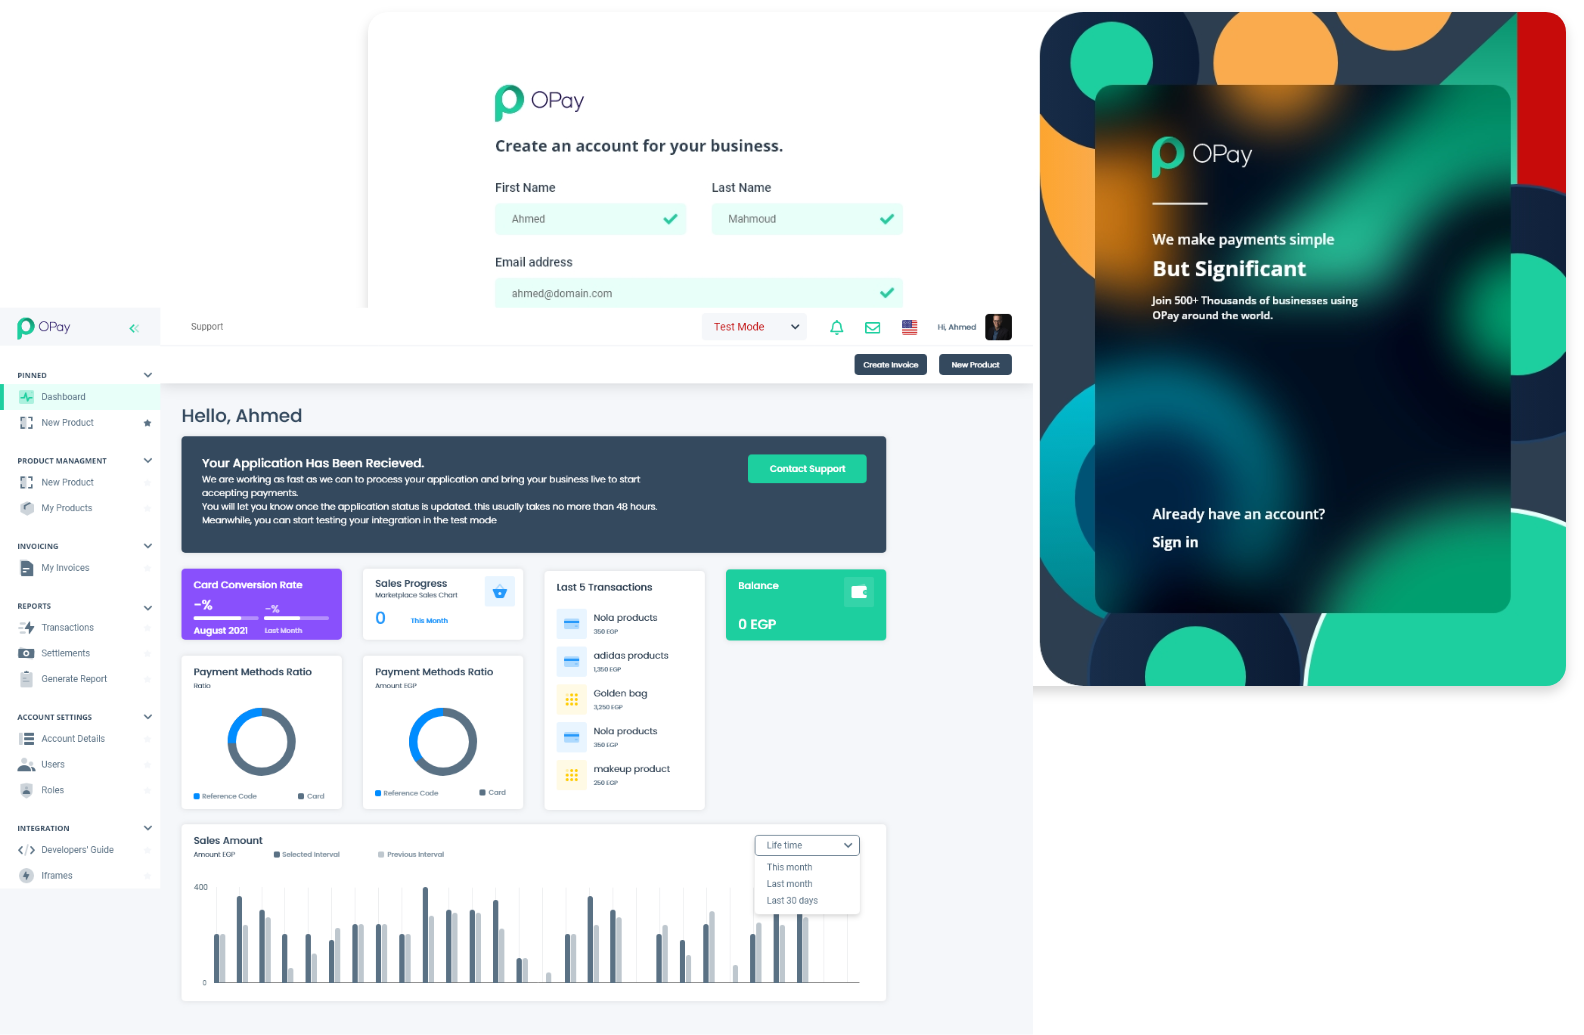 OPay
Create an account for your business.
First Name
Last Name
Ahmed
Mahmoud
Email address
ahmed@domain.com
OPay
We make payments simple
But Significant
Join 500+ Thousands of businesses using
OPay around the world.
Already have an account?
Sign in
OPay
Support
Test Mode
Hi, Ahmed
Create Invoice
New Product
PINNED
Dashboard
New Product
PRODUCT MANAGMENT
New Product
My Products
INVOICING
My Invoices
REPORTS
Transactions
Settlements
Generate Report
ACCOUNT SETTINGS
Account Details
Users
Roles
INTEGRATION
Developers' Guide
Iframes
Hello, Ahmed
Your Application Has Been Recieved.
We are working as fast as we can to process your application and bring your business live to start
accepting payments.
You will let you know once the application status is updated. this usually takes no more than 48 hours.
Meanwhile, you can start testing your integration in the test mode
Contact Support
Card Conversion Rate
-%
-%
August 2021
Last Month
Sales Progress
Marketplace Sales Chart
0
This Month
Last 5 Transactions
Nola products
350 EGP
adidas products
1,350 EGP
Golden bag
3,250 EGP
Nola products
350 EGP
makeup product
250 EGP
Balance
0 EGP
Payment Methods Ratio
Ratio
Reference Code
Card
Payment Methods Ratio
Amount EGP
Reference Code
Card
Sales Amount
Amount EGP
Selected Interval
Previous Interval
Life time
This month
Last month
Last 30 days
400
0